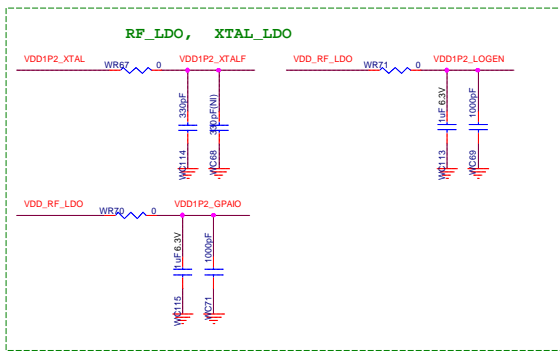 RF_LDO, XTAL_LDO
VDD1P2_XTAL
WR67
0
VDD1P2_XTALF
330pF
330pF(NI)
WC114
WC68
VDD_RF_LDO
WR71
0
VDD1P2_LOGEN
1uF 6.3V
1000pF
WC113
WC69
VDD_RF_LDO
WR70
0
VDD1P2_GPAIO
1uF 6.3V
1000pF
WC115
WC71